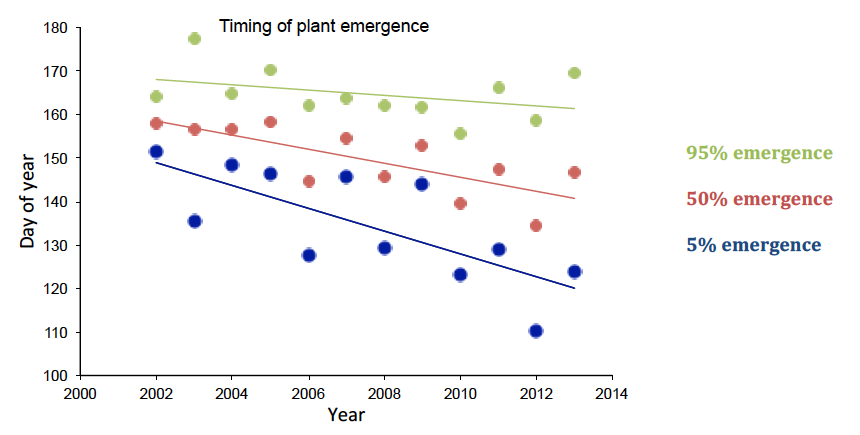 Timing of plant emergence
180
170
160
150
140
130
120
110
100
Day of year
2000 2002 2004 2006 2008 2010 2012 2014
Year
95% emergence
50% emergence
5% emergence